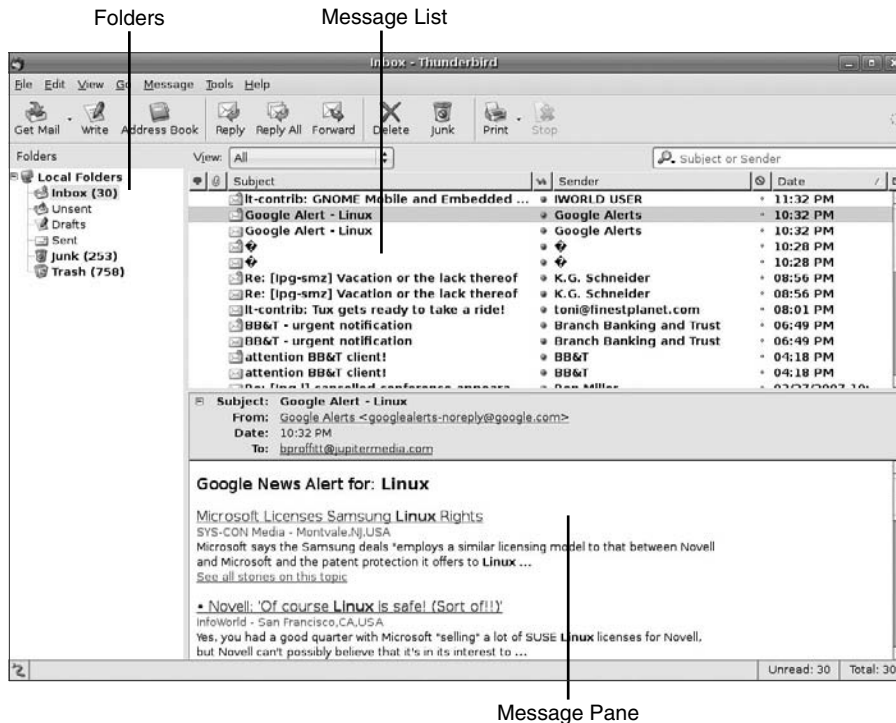 Folders
Message List
Inbox - Thunderbird
File Edit View Go Message Tools Help
Get Mail Write Address Book Reply Reply All Forward Delete Junk Print Stop
Folders
View: All
Subject or Sender
Local Folders
Inbox (30)
Unsent
Drafts
Sent
Junk (253)
Trash (758)
Subject Sender Date
lt-contrib: GNOME Mobile and Embedded ... IWORLD USER 11:32 PM
Google Alert - Linux Google Alerts 10:32 PM
Google Alert - Linux Google Alerts 10:32 PM
� � 10:28 PM
� � 10:28 PM
Re: [lpg-smz] Vacation or the lack thereof K.G. Schneider 08:56 PM
Re: [lpg-smz] Vacation or the lack thereof K.G. Schneider 08:56 PM
lt-contrib: Tux gets ready to take a ride! toni@finestplanet.com 08:01 PM
BB&T - urgent notification Branch Banking and Trust 06:49 PM
BB&T - urgent notification Branch Banking and Trust 06:49 PM
attention BB&T client! BB&T 04:18 PM
attention BB&T client! BB&T 04:18 PM
Subject: Google Alert - Linux
From: Google Alerts <googlealerts-noreply@google.com>
Date: 10:32 PM
To: bproffitt@jupitermedia.com
Google News Alert for: Linux
Microsoft Licenses Samsung Linux Rights
SYS-CON Media - Montvale,NJ,USA
Microsoft says the Samsung deals "employs a similar licensing model to that between Novell
and Microsoft and the patent protection it offers to Linux ...
See all stories on this topic
• Novell: 'Of course Linux is safe! (Sort of!!)'
InfoWorld - San Francisco,CA,USA
Yes, you had a good quarter with Microsoft "selling" a lot of SUSE Linux licenses for Novell,
but Novell can't possibly believe that it's in its interest to ...
Unread: 30 Total: 30
Message Pane